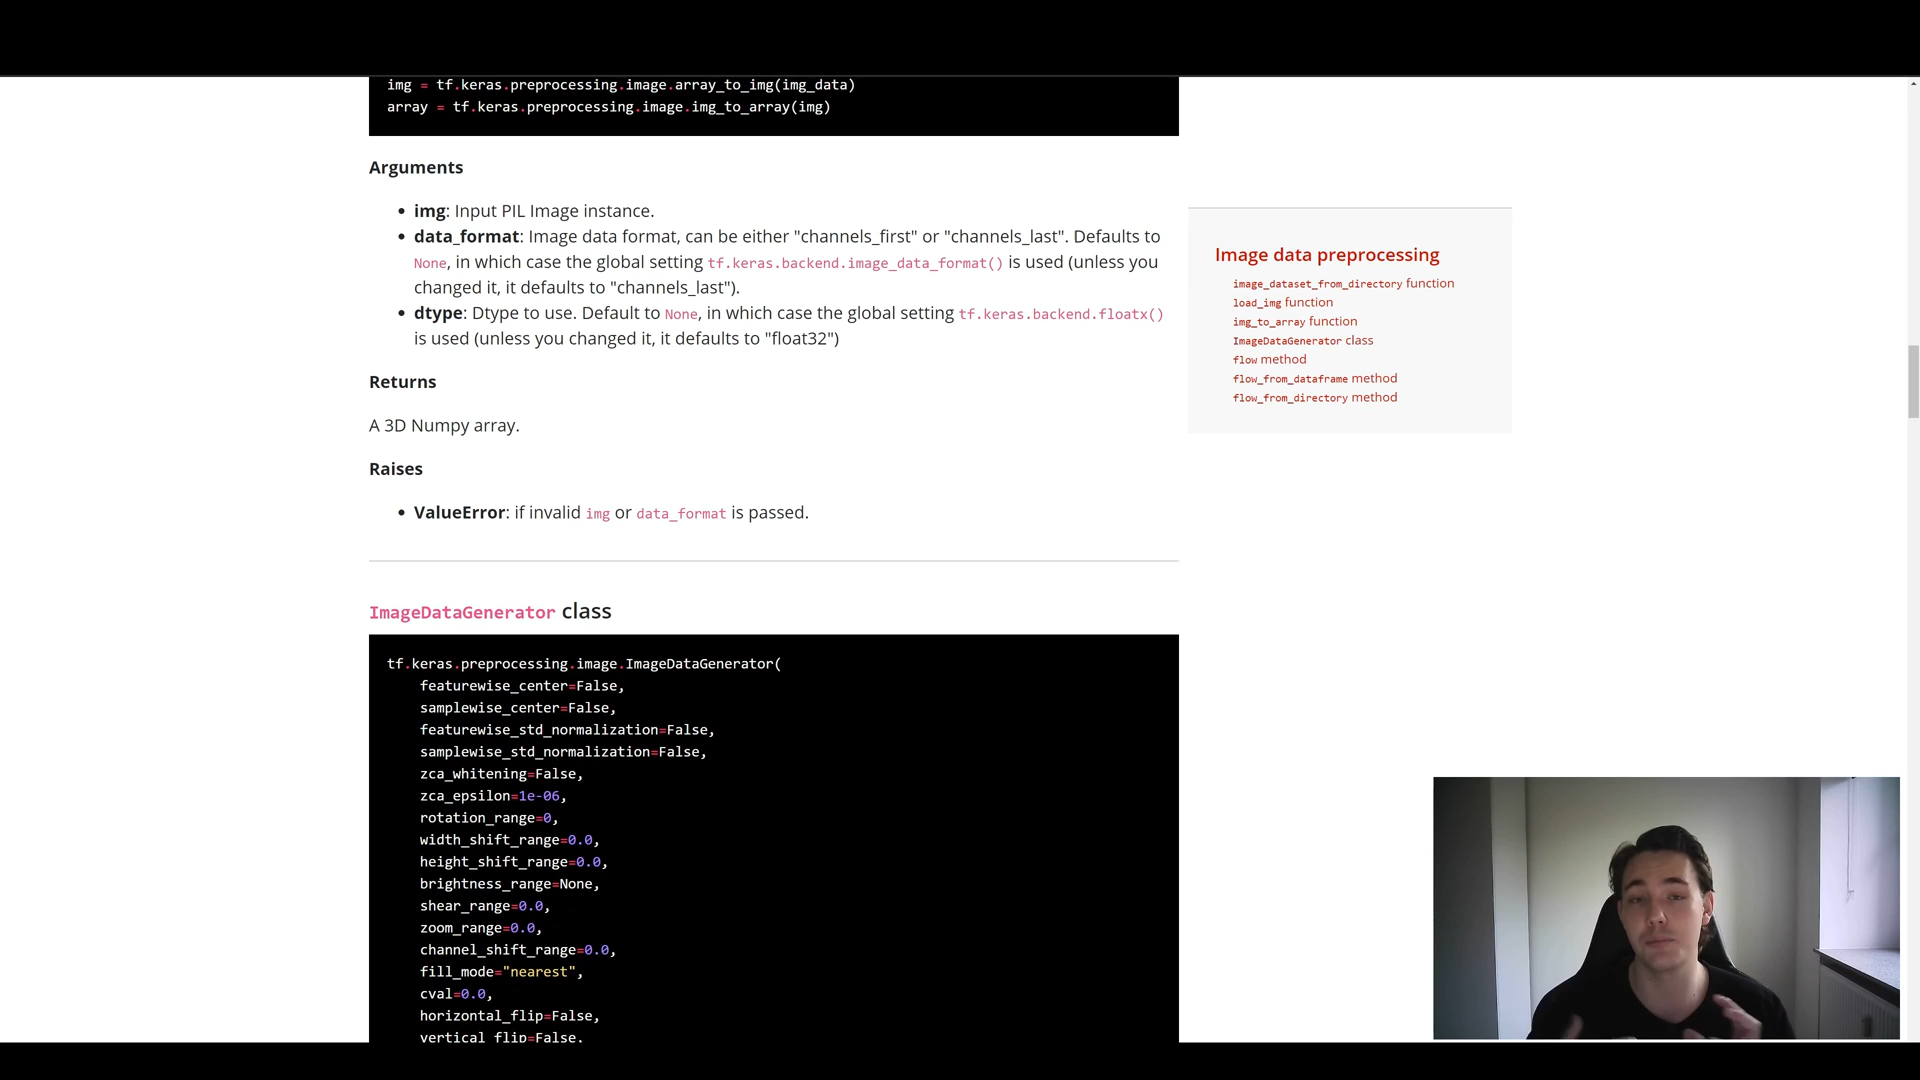 img = tf.keras.preprocessing.image.array_to_img(img_data)
array = tf.keras.preprocessing.image.img_to_array(img)
Arguments
• img: Input PIL Image instance.
• data_format: Image data format, can be either "channels_first" or "channels_last". Defaults to
None, in which case the global setting tf.keras.backend.image_data_format() is used (unless you
changed it, it defaults to "channels_last").
• dtype: Dtype to use. Default to None, in which case the global setting tf.keras.backend.floatx()
is used (unless you changed it, it defaults to "float32")
Returns
A 3D Numpy array.
Raises
• ValueError: if invalid img or data_format is passed.
ImageDataGenerator class
tf.keras.preprocessing.image.ImageDataGenerator(
featurewise_center=False,
samplewise_center=False,
featurewise_std_normalization=False,
samplewise_std_normalization=False,
zca_whitening=False,
zca_epsilon=1e-06,
rotation_range=0,
width_shift_range=0.0,
height_shift_range=0.0,
brightness_range=None,
shear_range=0.0,
zoom_range=0.0,
channel_shift_range=0.0,
fill_mode="nearest",
cval=0.0,
horizontal_flip=False,
vertical_flip=False,
Image data preprocessing
image_dataset_from_directory function
load_img function
img_to_array function
ImageDataGenerator class
flow method
flow_from_dataframe method
flow_from_directory method